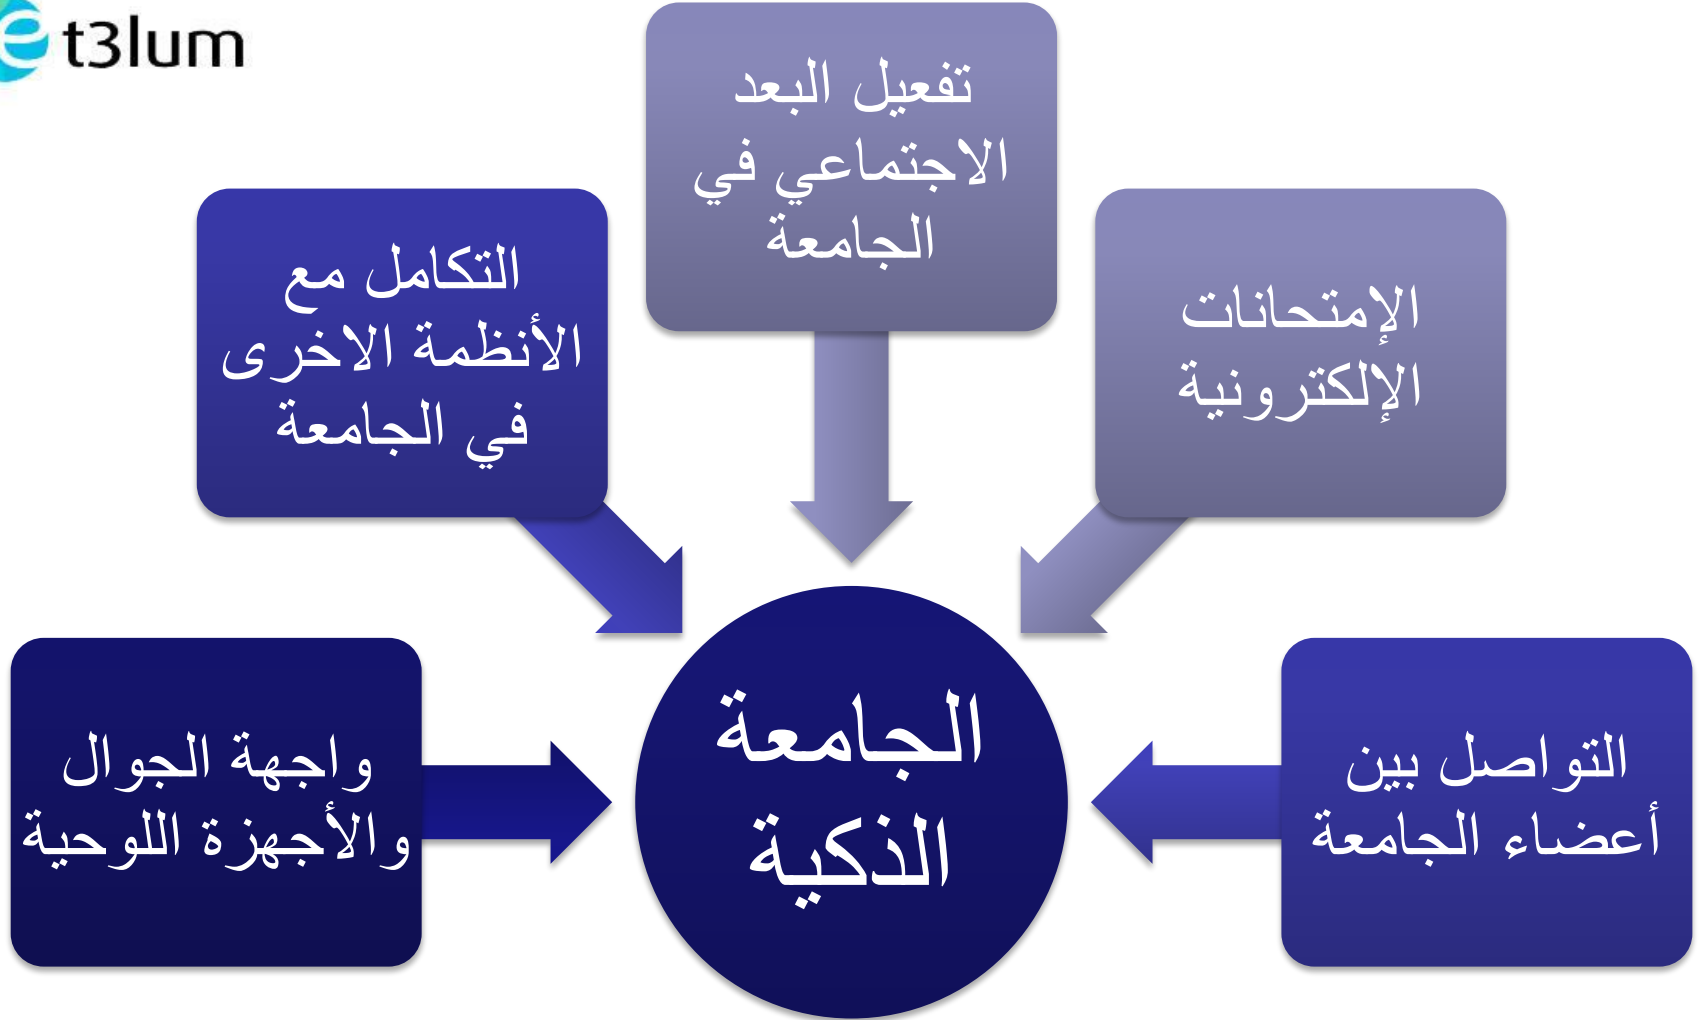 t3lum
تفعيل البعد
الاجتماعي في
الجامعة
الإمتحانات
الإلكترونية
التكامل مع
الأنظمة الاخرى
في الجامعة
التواصل بين
أعضاء الجامعة
الجامعة
الذكية
واجهة الجوال
والأجهزة اللوحية